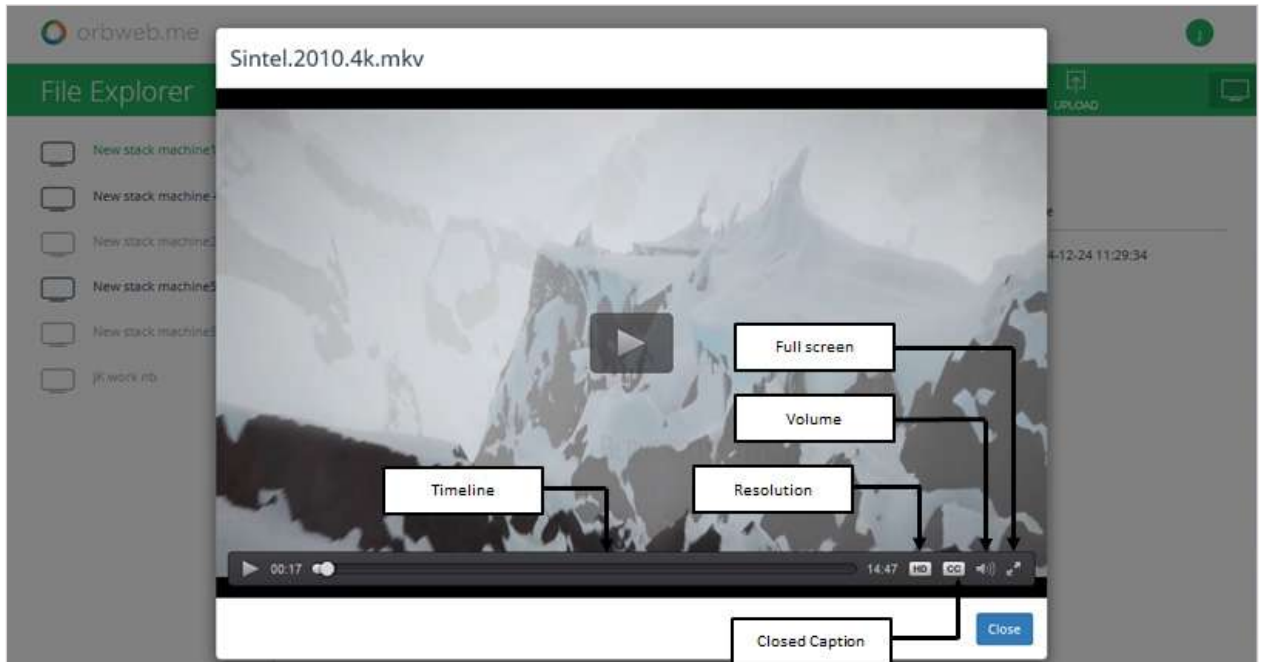 orbweb.me
Sintel.2010.4k.mkv
File Explorer
UPLOAD
New stack machine1
New stack machine
New stack machine2
4-12-24 11:29:34
New stack machine5
New stack machine
JK work nb
Full screen
Volume
Timeline
Resolution
00:17
14:47
HD
CC
Close
Closed Caption